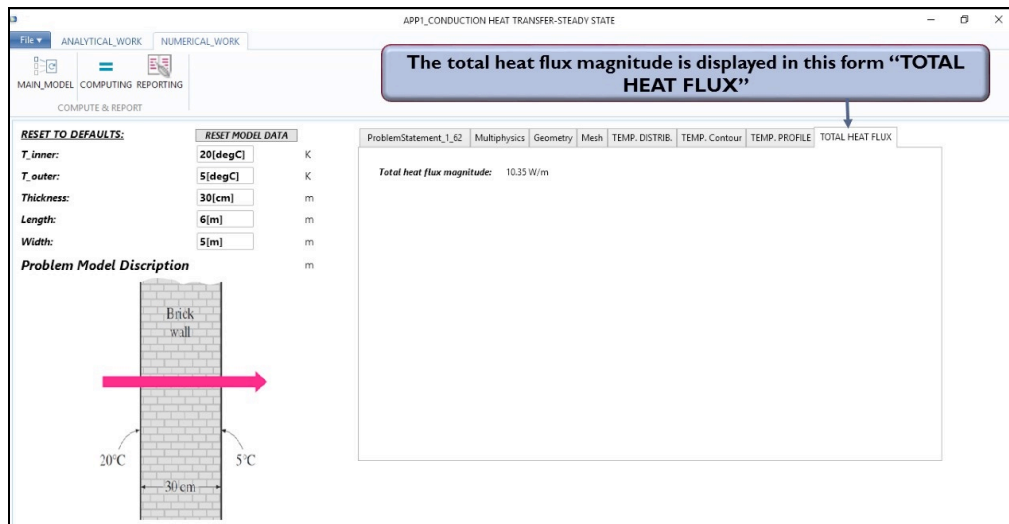 APP1_CONDUCTION HEAT TRANSFER-STEADY STATE
File
ANALYTICAL_WORK
NUMERICAL_WORK
MAIN_MODEL
COMPUTING
REPORTING
COMPUTE & REPORT
The total heat flux magnitude is displayed in this form “TOTAL
HEAT FLUX”
RESET TO DEFAULTS:
RESET MODEL DATA
T_inner:
20[degC]
K
T_outer:
5[degC]
K
Thickness:
30[cm]
m
Length:
6[m]
m
Width:
5[m]
m
Problem Model Discription
m
Brick
wall
20°C
5°C
30 cm
ProblemStatement_1_62
Multiphysics
Geometry
Mesh
TEMP. DISTRIB.
TEMP. Contour
TEMP. PROFILE
TOTAL HEAT FLUX
Total heat flux magnitude: 10.35 W/m